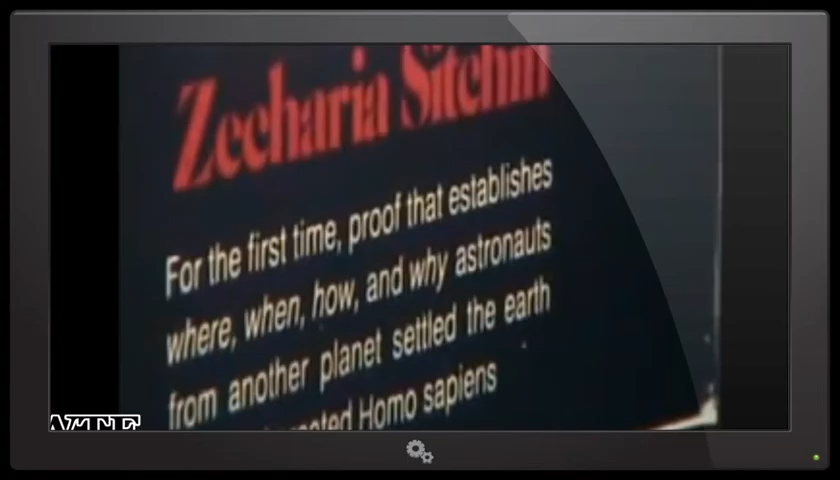 Zecharia Sitchin
For the first time, proof that establishes
where, when, how, and why astronauts
from another planet settled the earth
Homo sapiens